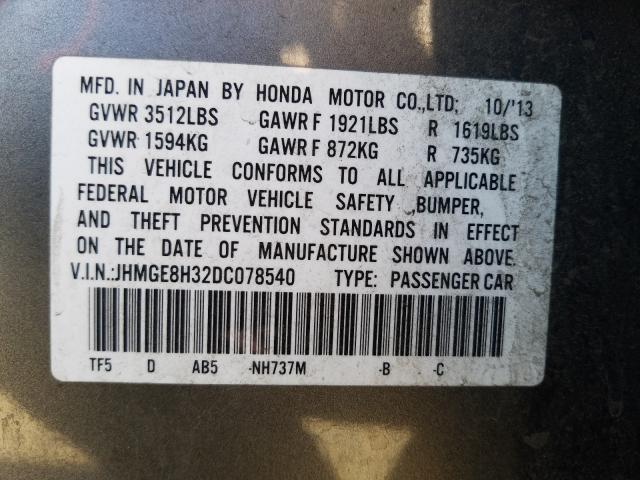 MFD. IN JAPAN BY HONDA MOTOR CO.,LTD; 10/'13
GVWR 3512LBS GAWR F 1921LBS R 1619LBS
GVWR 1594KG GAWR F 872KG R 735KG
THIS VEHICLE CONFORMS TO ALL APPLICABLE
FEDERAL MOTOR VEHICLE SAFETY ,BUMPER,
AND THEFT PREVENTION STANDARDS IN EFFECT
ON THE DATE OF MANUFACTURE SHOWN ABOVE.
V.I.N.:JHMGE8H32DC078540 TYPE: PASSENGER CAR
TF5 D AB5 -NH737M -B -C